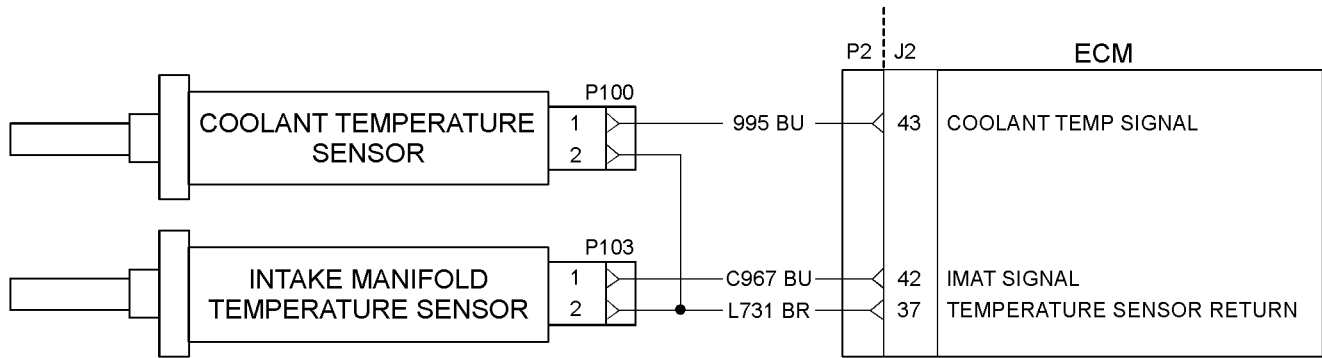 P2 J2 ECM
P100
COOLANT TEMPERATURE
SENSOR
1
2
995 BU
43 COOLANT TEMP SIGNAL
P103
INTAKE MANIFOLD
TEMPERATURE SENSOR
1
2
C967 BU
L731 BR
42 IMAT SIGNAL
37 TEMPERATURE SENSOR RETURN